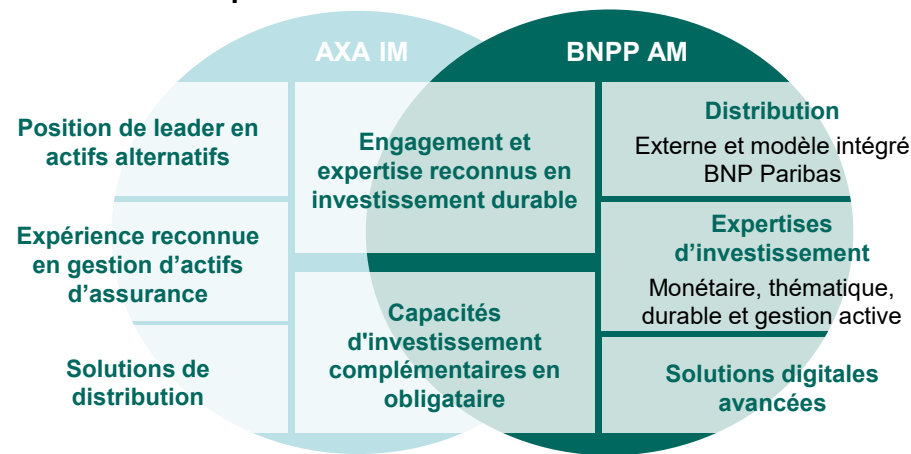 AXA IM
BNPP AM
Position de leader en
actifs alternatifs
Expérience reconnue
en gestion d’actifs
d’assurance
Solutions de
distribution
Engagement et
expertise reconnus en
investissement durable
Capacités
d'investissement
complémentaires en
obligataire
Distribution
Externe et modèle intégré
BNP Paribas
Expertises
d’investissement
Monétaire, thématique,
durable et gestion active
Solutions digitales
avancées